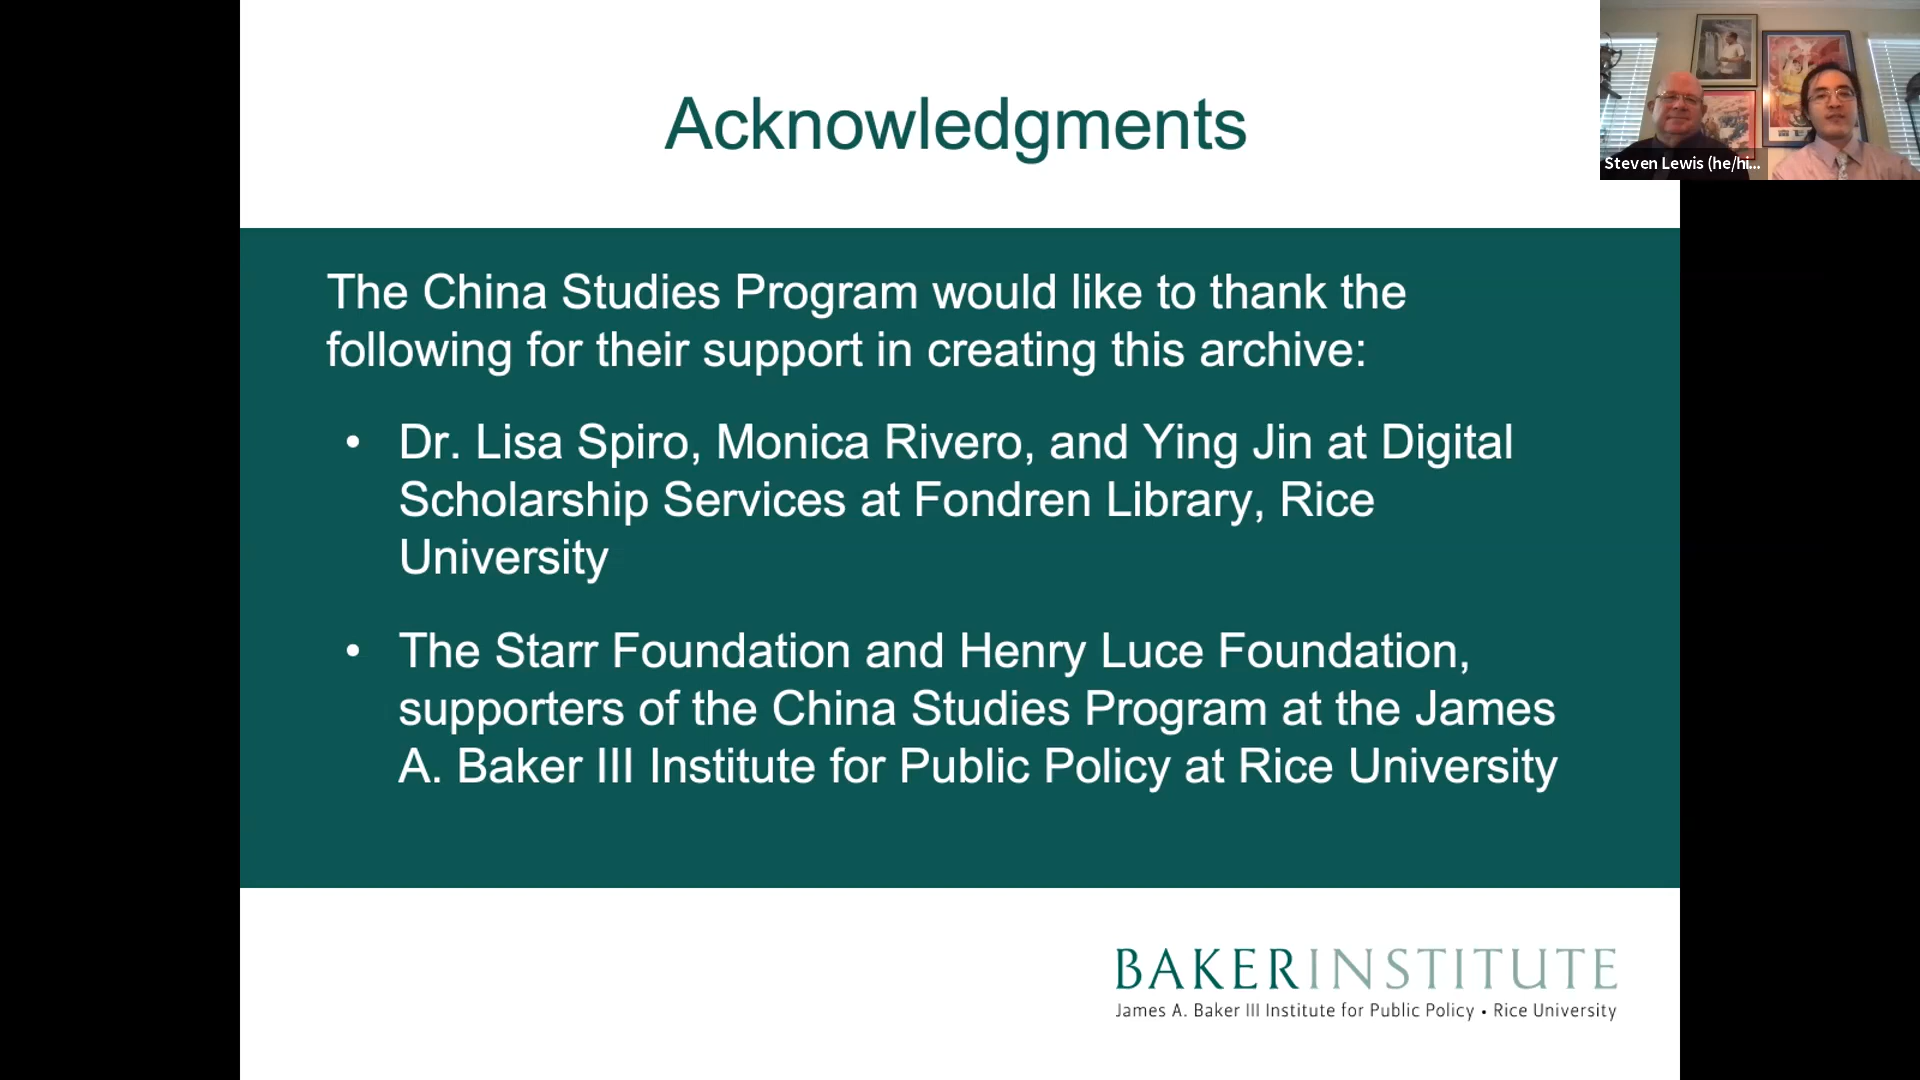 Acknowledgments
Steven Lewis (he/hi...
The China Studies Program would like to thank the
following for their support in creating this archive:
• Dr. Lisa Spiro, Monica Rivero, and Ying Jin at Digital
Scholarship Services at Fondren Library, Rice
University
• The Starr Foundation and Henry Luce Foundation,
supporters of the China Studies Program at the James
A. Baker III Institute for Public Policy at Rice University
BAKER INSTITUTE
James A. Baker III Institute for Public Policy • Rice University